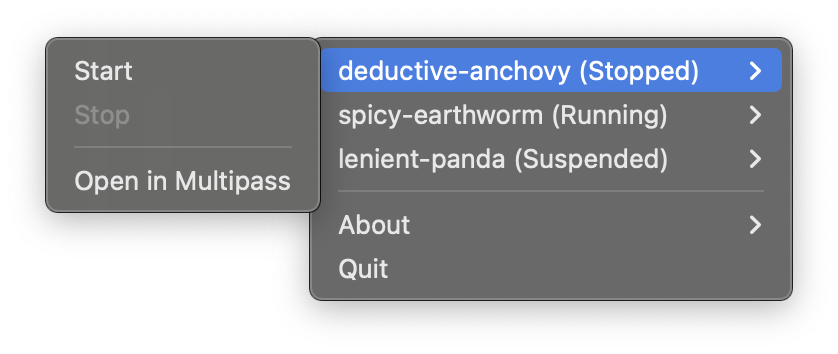 Start
Stop
Open in Multipass
deductive-anchovy (Stopped)
spicy-earthworm (Running)
lenient-panda (Suspended)
About
Quit